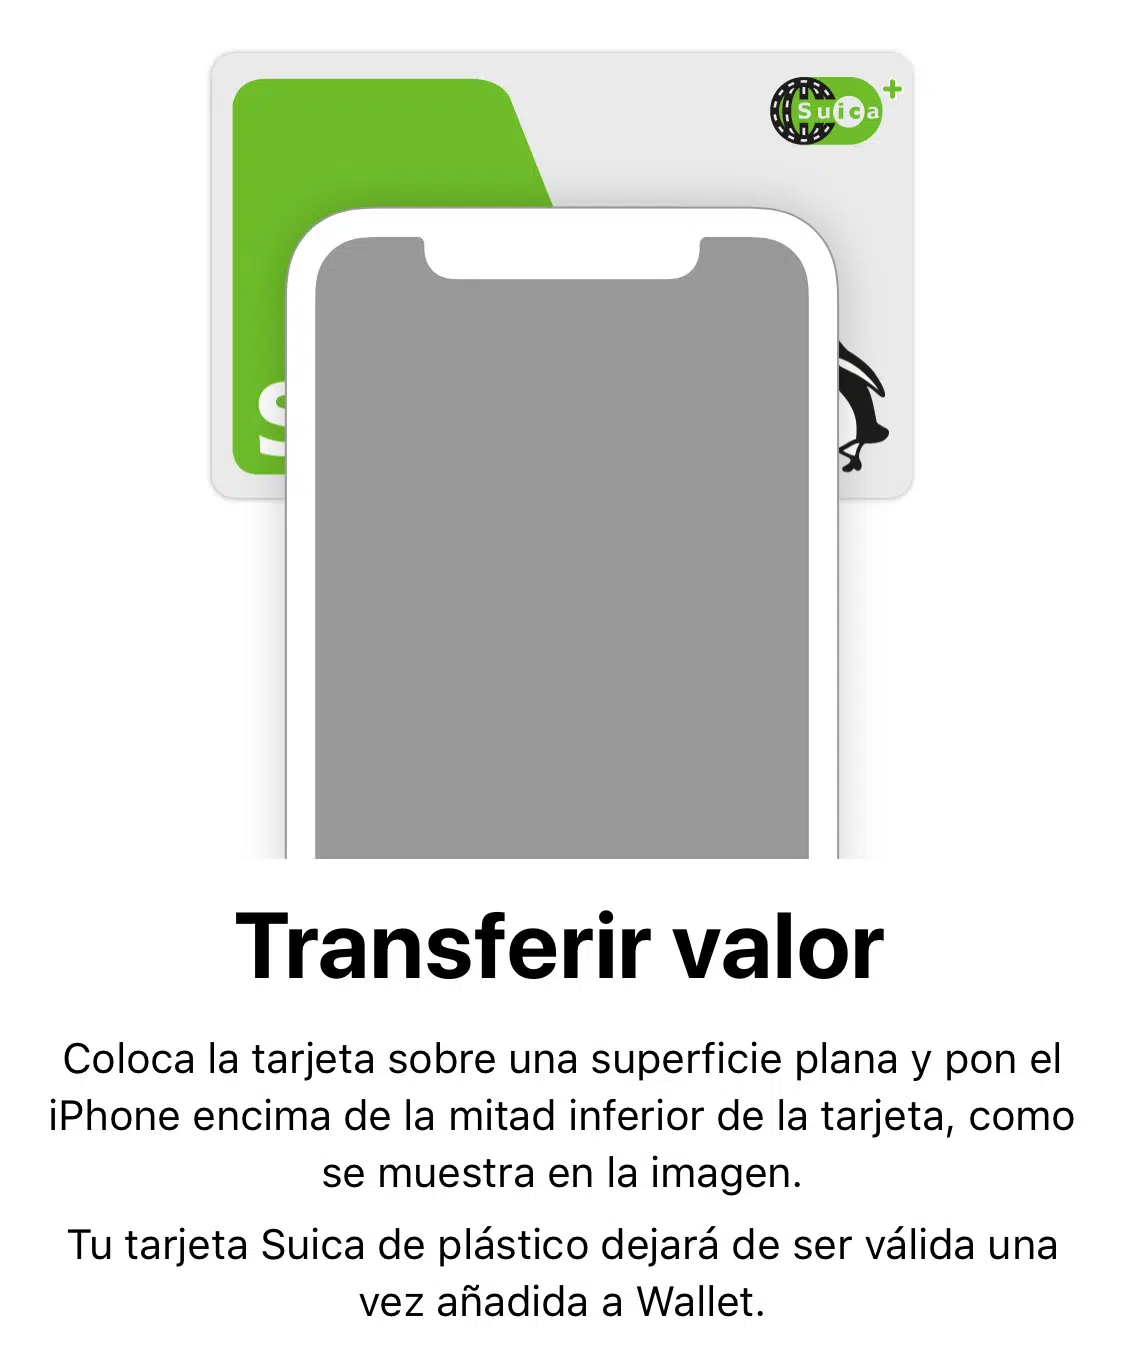 Suica
S
Transferir valor
Coloca la tarjeta sobre una superficie plana y pon el
iPhone encima de la mitad inferior de la tarjeta, como
se muestra en la imagen.
Tu tarjeta Suica de plástico dejará de ser válida una
vez añadida a Wallet.